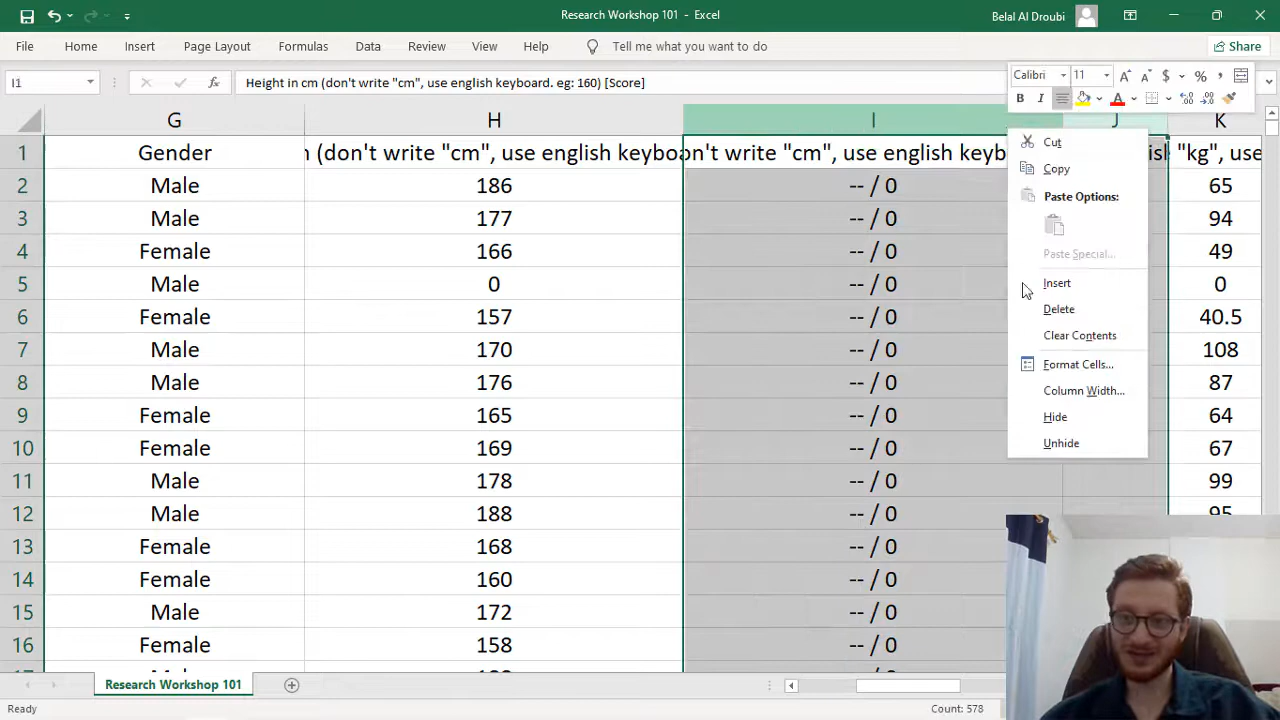 Research Workshop 101 - Excel
Belal Al Droubi
File Home Insert Page Layout Formulas Data Review View Help Tell me what you want to do Share
I1 fx Height in cm (don't write "cm", use english keyboard. eg: 160) [Score]
Calibri 11 A A $ % ,
B I A
G H I J K
1 Gender (don't write "cm", use english on't write "cm", use english "kg", use
2 Male 186 -- / 0 65
3 Male 177 -- / 0 94
4 Female 166 -- / 0 49
5 Male 0 -- / 0 0
6 Female 157 -- / 0 40.5
7 Male 170 -- / 0 108
8 Male 176 -- / 0 87
9 Female 165 -- / 0 64
10 Female 169 -- / 0 67
11 Male 178 -- / 0 99
12 Male 188 -- / 0 95
13 Female 168 -- / 0
14 Female 160 -- / 0
15 Male 172 -- / 0
16 Female 158 -- / 0
17
Cut
Copy
Paste Options:
Paste Special...
Insert
Delete
Clear Contents
Format Cells...
Column Width...
Hide
Unhide
Research Workshop 101
Ready Count: 578